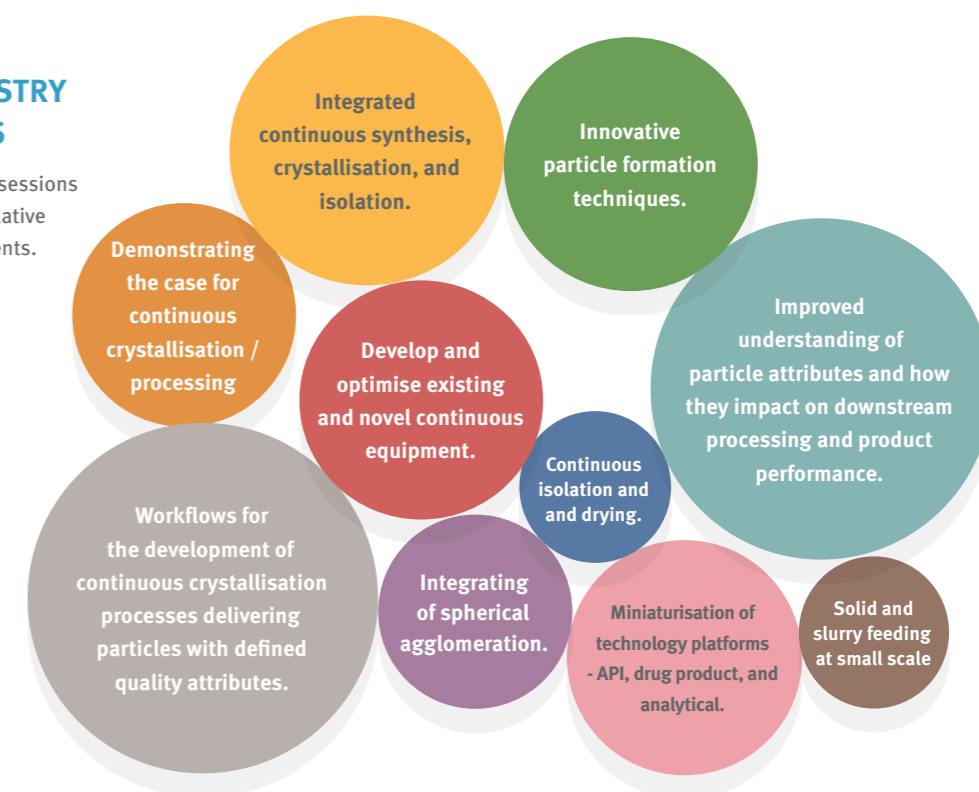 STRY
S
sessions
ative
ents.
Integrated
continuous synthesis,
crystallisation, and
isolation.
Innovative
particle formation
techniques.
Demonstrating
the case for
continuous
crystallisation /
processing
Develop and
optimise existing
and novel continuous
equipment.
Improved
understanding of
particle attributes and how
they impact on downstream
processing and product
performance.
Continuous
isolation and
and drying.
Workflows for
the development of
continuous crystallisation
processes delivering
particles with defined
quality attributes.
Integrating
of spherical
agglomeration.
Miniaturisation of
technology platforms
- API, drug product, and
analytical.
Solid and
slurry feeding
at small scale